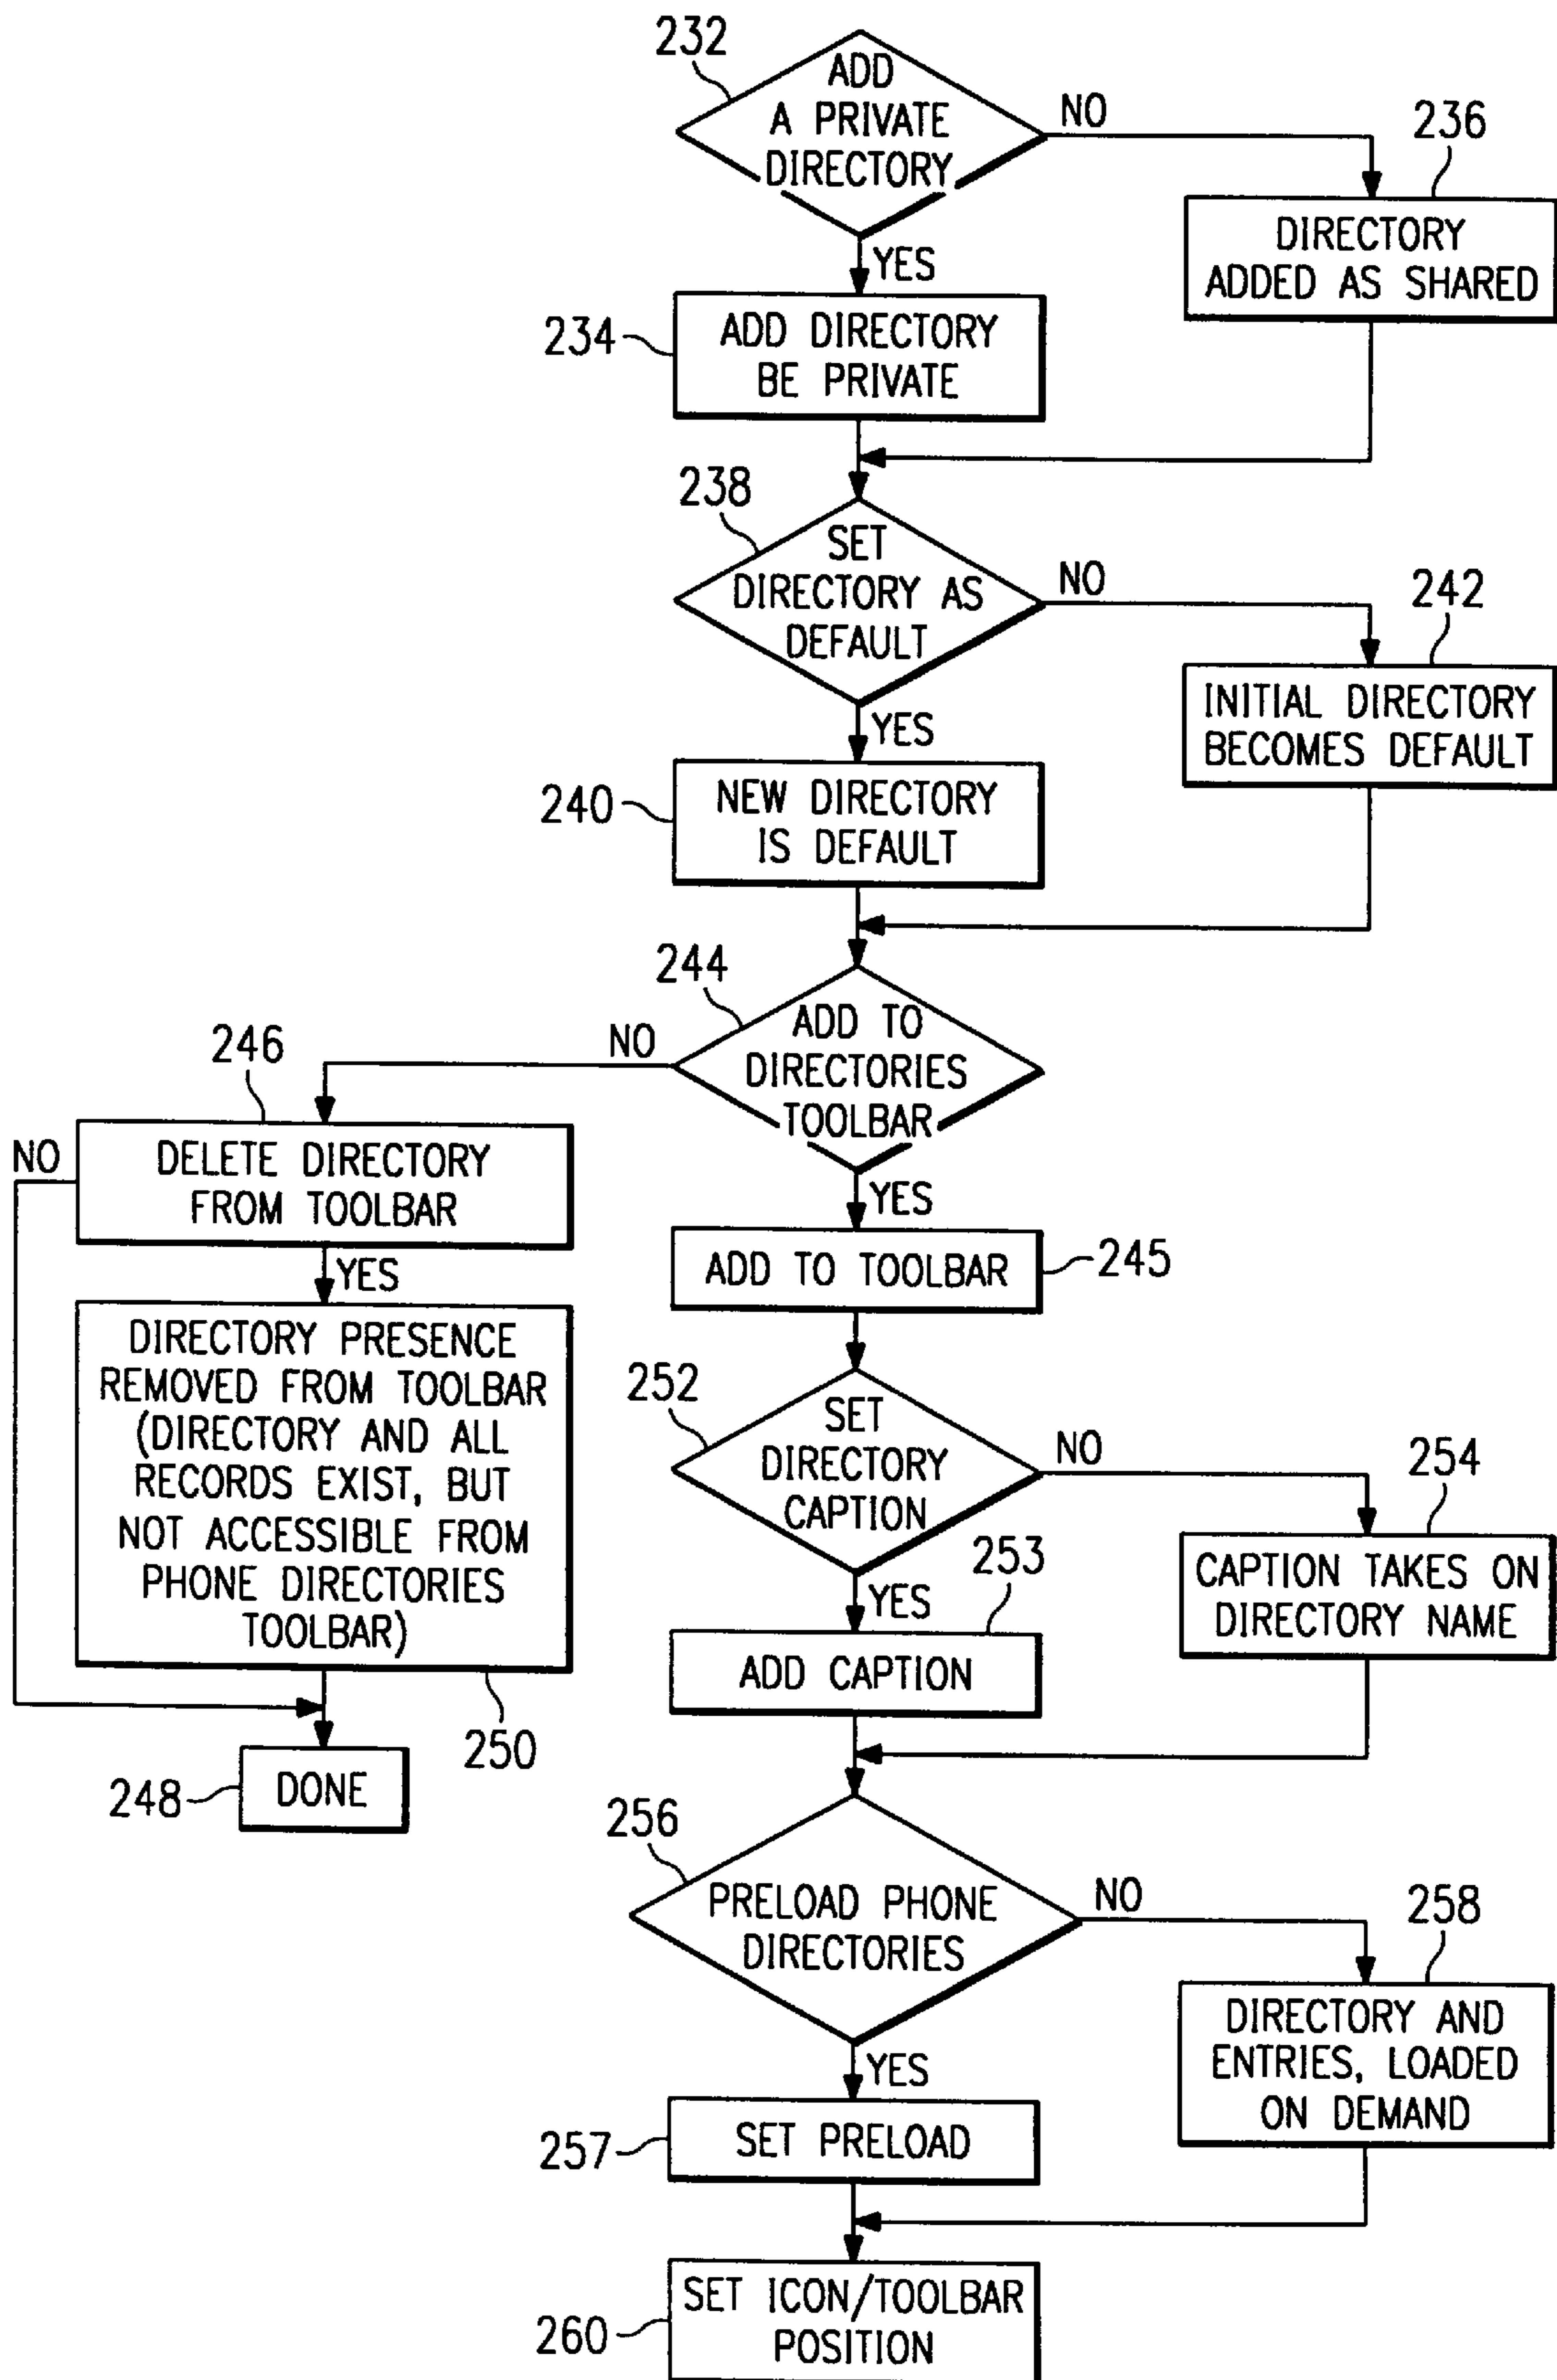 232
ADD
A PRIVATE
DIRECTORY
NO
236
DIRECTORY
ADDED AS SHARED
YES
234
ADD DIRECTORY
BE PRIVATE
238
SET
DIRECTORY AS
DEFAULT
NO
242
INITIAL DIRECTORY
BECOMES DEFAULT
YES
240
NEW DIRECTORY
IS DEFAULT
244
ADD TO
DIRECTORIES
TOOLBAR
NO
246
DELETE DIRECTORY
FROM TOOLBAR
NO
YES
DIRECTORY PRESENCE
REMOVED FROM TOOLBAR
(DIRECTORY AND ALL
RECORDS EXIST, BUT
NOT ACCESSIBLE FROM
PHONE DIRECTORIES
TOOLBAR)
250
248
DONE
YES
ADD TO TOOLBAR
245
252
SET
DIRECTORY
CAPTION
NO
254
CAPTION TAKES ON
DIRECTORY NAME
YES
253
ADD CAPTION
256
PRELOAD PHONE
DIRECTORIES
NO
258
DIRECTORY AND
ENTRIES, LOADED
ON DEMAND
YES
257
SET PRELOAD
260
SET ICON/TOOLBAR
POSITION